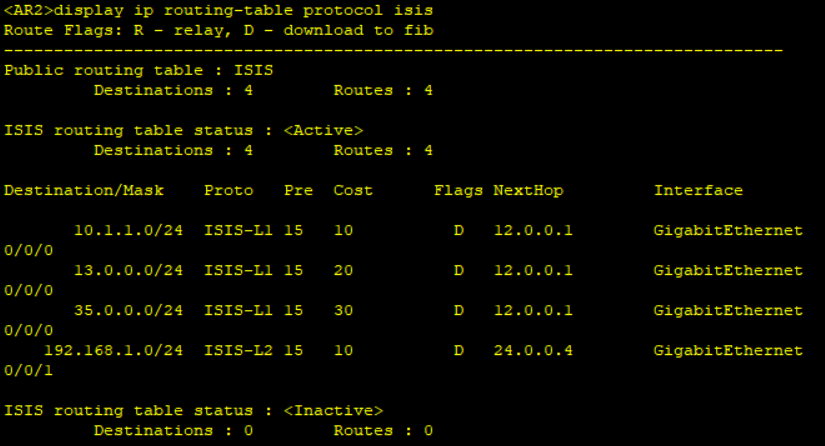 <AR2>display ip routing-table protocol isis
Route Flags: R - relay, D - download to fib
------------------------------------------------------------------------------
Public routing table : ISIS
         Destinations : 4        Routes : 4

ISIS routing table status : <Active>
         Destinations : 4        Routes : 4

Destination/Mask    Proto   Pre  Cost      Flags NextHop         Interface

       10.1.1.0/24  ISIS-L1 15   10          D   12.0.0.1        GigabitEthernet
0/0/0
       13.0.0.0/24  ISIS-L1 15   20          D   12.0.0.1        GigabitEthernet
0/0/0
       35.0.0.0/24  ISIS-L1 15   30          D   12.0.0.1        GigabitEthernet
0/0/0
    192.168.1.0/24  ISIS-L2 15   10          D   24.0.0.4        GigabitEthernet
0/0/1

ISIS routing table status : <Inactive>
         Destinations : 0        Routes : 0